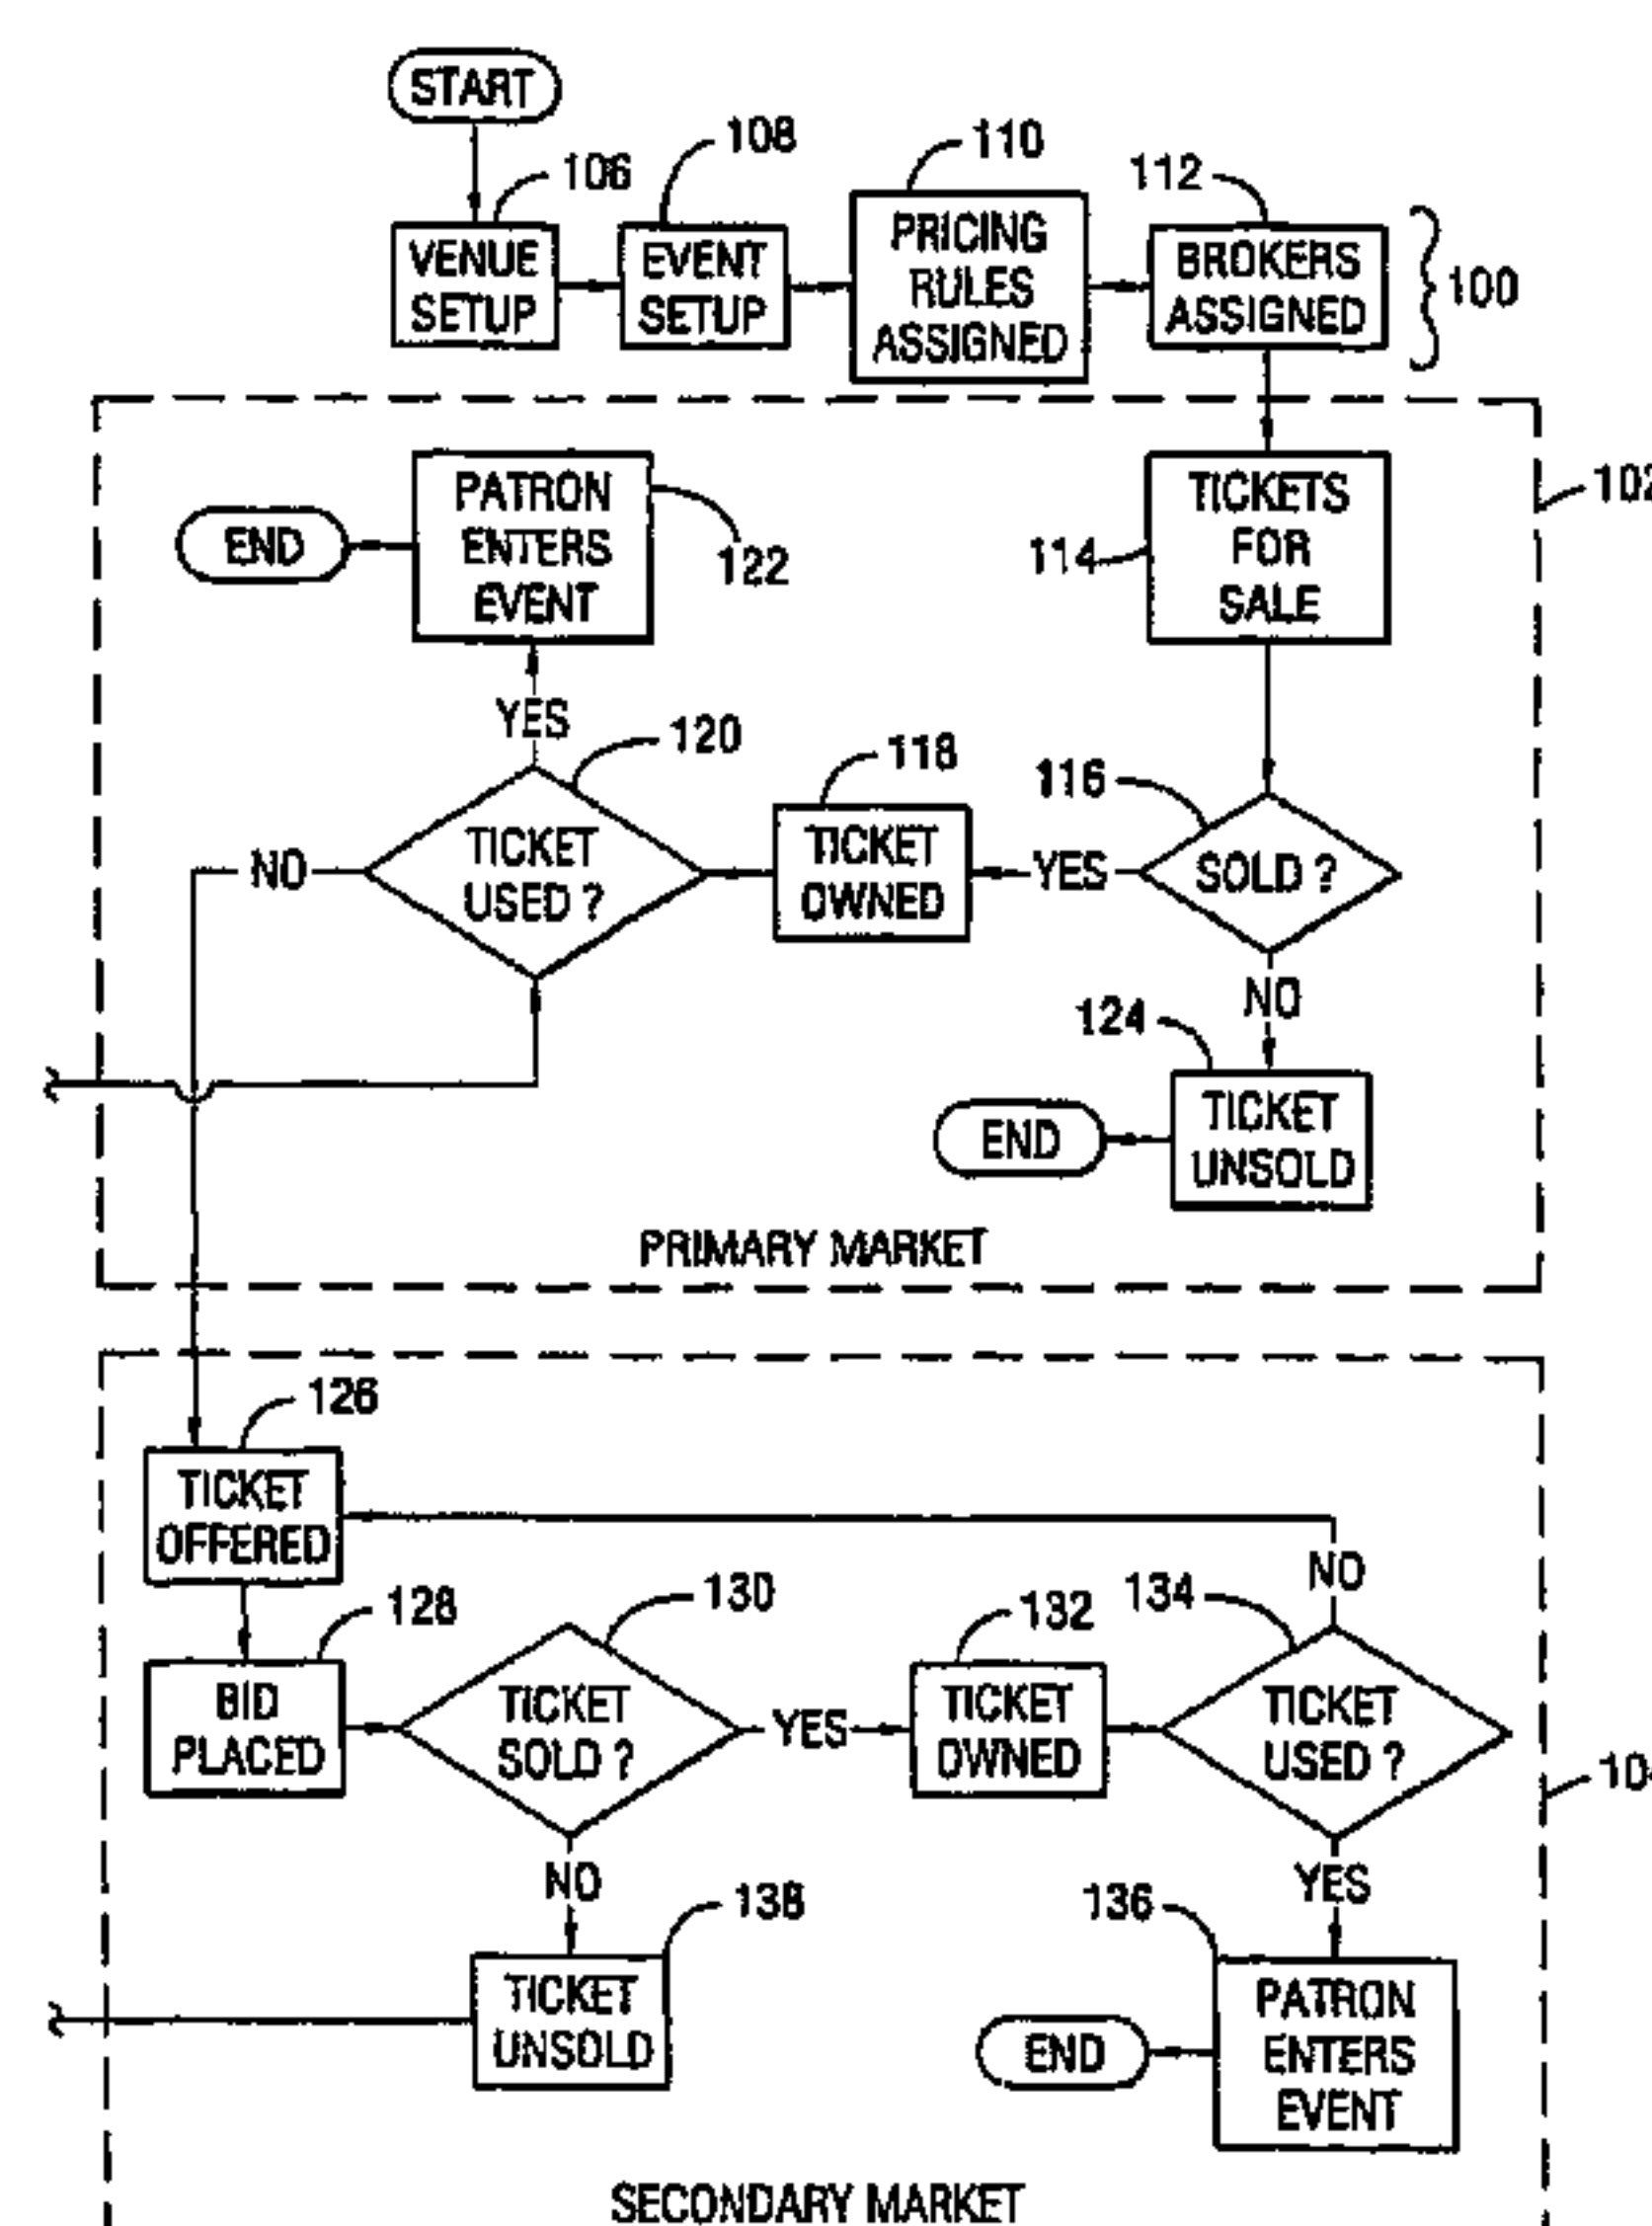 START
106
108
110
112
VENUE
SETUP
EVENT
SETUP
PRICING
RULES
ASSIGNED
BROKERS
ASSIGNED
100
PATRON
ENTERS
EVENT
END
122
TICKETS
FOR
SALE
114
102
YES
120
118
116
NO
TICKET
USED ?
TICKET
OWNED
YES
SOLD ?
NO
124
END
TICKET
UNSOLD
PRIMARY MARKET
126
TICKET
OFFERED
NO
128
130
132
134
BID
PLACED
TICKET
SOLD ?
YES
TICKET
OWNED
TICKET
USED ?
10
NO
YES
138
136
TICKET
UNSOLD
END
PATRON
ENTERS
EVENT
SECONDARY MARKET